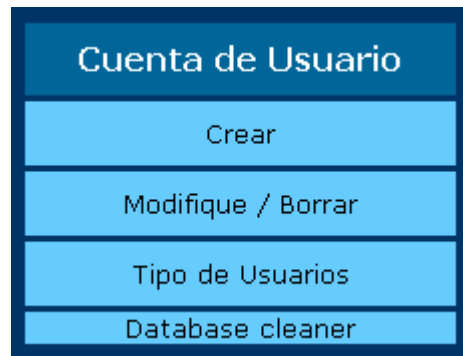 Cuenta de Usuario
Crear
Modifique / Borrar
Tipo de Usuarios
Database cleaner